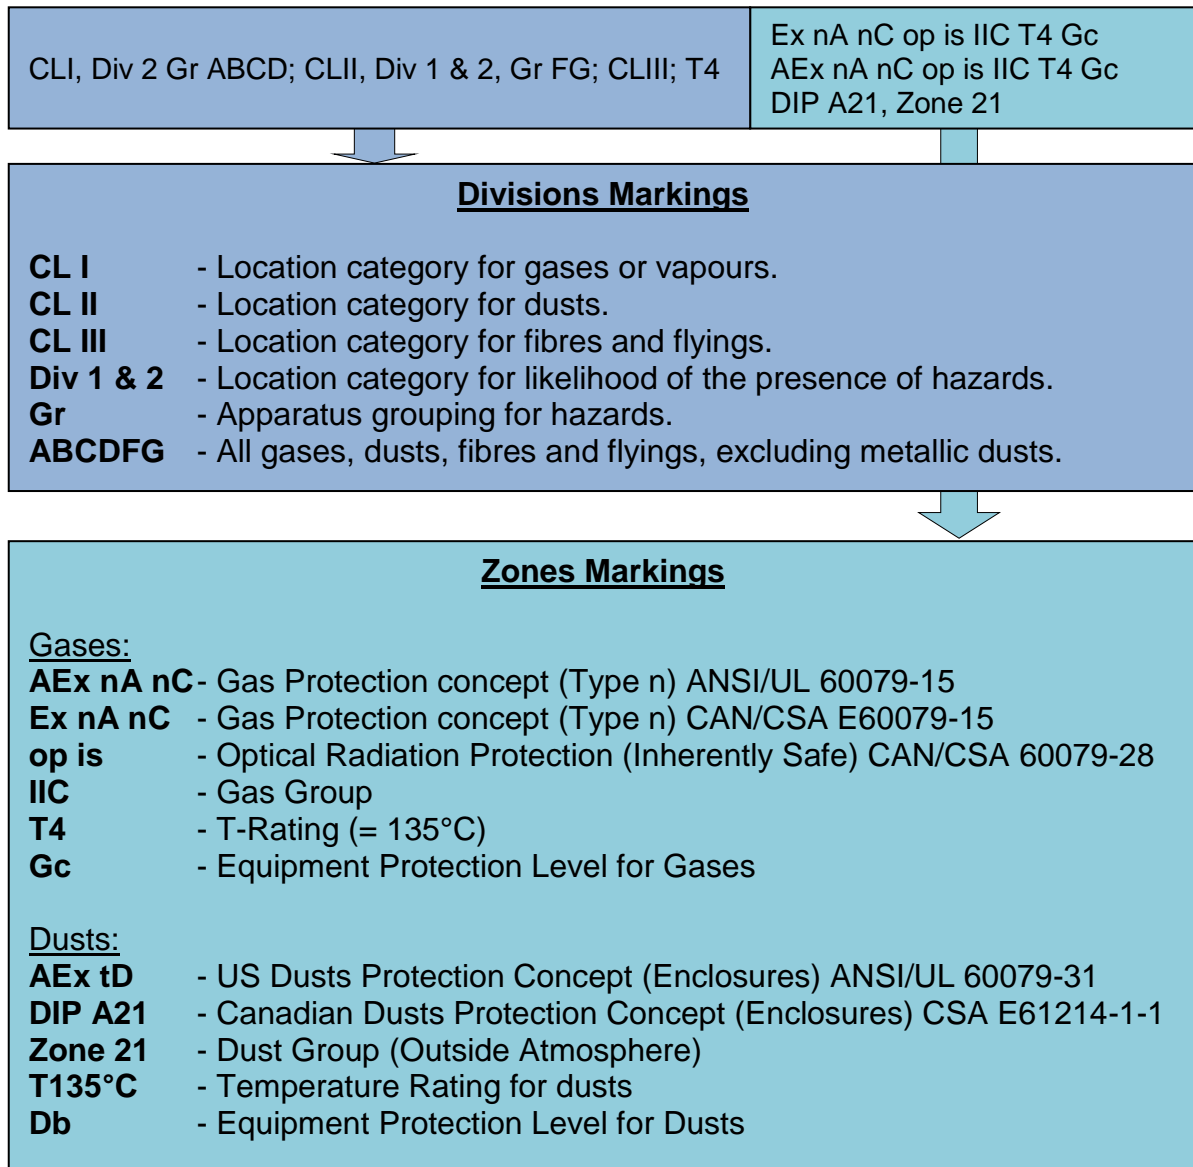 CLI, Div 2 Gr ABCD; CLII, Div 1 & 2, Gr FG; CLIII; T4
Ex nA nC op is IIC T4 Gc
AEx nA nC op is IIC T4 Gc
DIP A21, Zone 21
Divisions Markings
CL I - Location category for gases or vapours.
CL II - Location category for dusts.
CL III - Location category for fibres and flyings.
Div 1 & 2 - Location category for likelihood of the presence of hazards.
Gr - Apparatus grouping for hazards.
ABCDFG - All gases, dusts, fibres and flyings, excluding metallic dusts.
Zones Markings
Gases:
AEx nA nC - Gas Protection concept (Type n) ANSI/UL 60079-15
Ex nA nC - Gas Protection concept (Type n) CAN/CSA E60079-15
op is - Optical Radiation Protection (Inherently Safe) CAN/CSA 60079-28
IIC - Gas Group
T4 - T-Rating (= 135°C)
Gc - Equipment Protection Level for Gases
Dusts:
AEx tD - US Dusts Protection Concept (Enclosures) ANSI/UL 60079-31
DIP A21 - Canadian Dusts Protection Concept (Enclosures) CSA E61214-1-1
Zone 21 - Dust Group (Outside Atmosphere)
T135°C - Temperature Rating for dusts
Db - Equipment Protection Level for Dusts